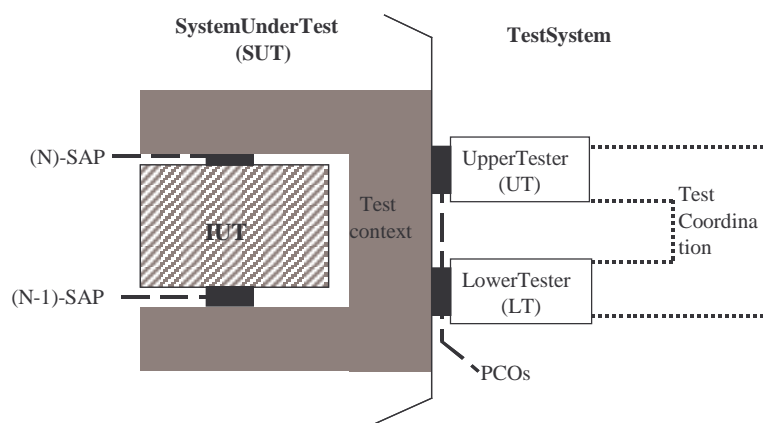 SystemUnderTest
(SUT)
TestSystem
(N)-SAP
UpperTester
(UT)
Test
Coordina
tion
Test
context
IUT
(N-1)-SAP
LowerTester
(LT)
PCOs